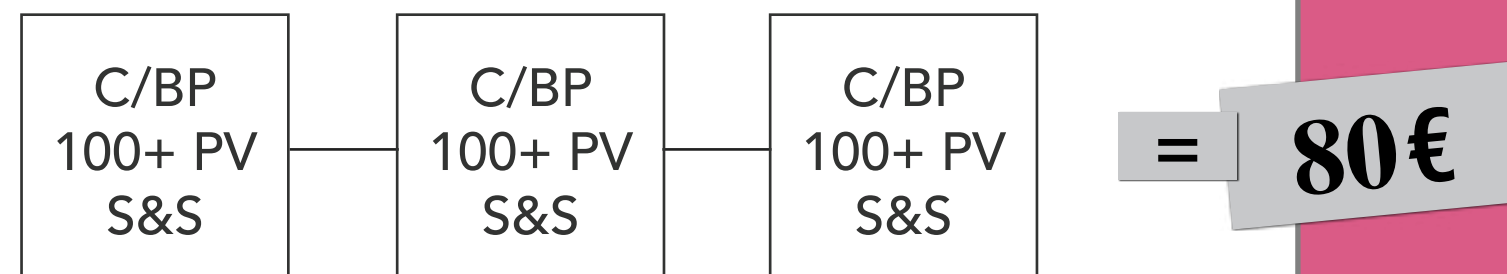 C/BP
100+ PV
S&S
C/BP
100+ PV
S&S
C/BP
100+ PV
S&S
=
80€